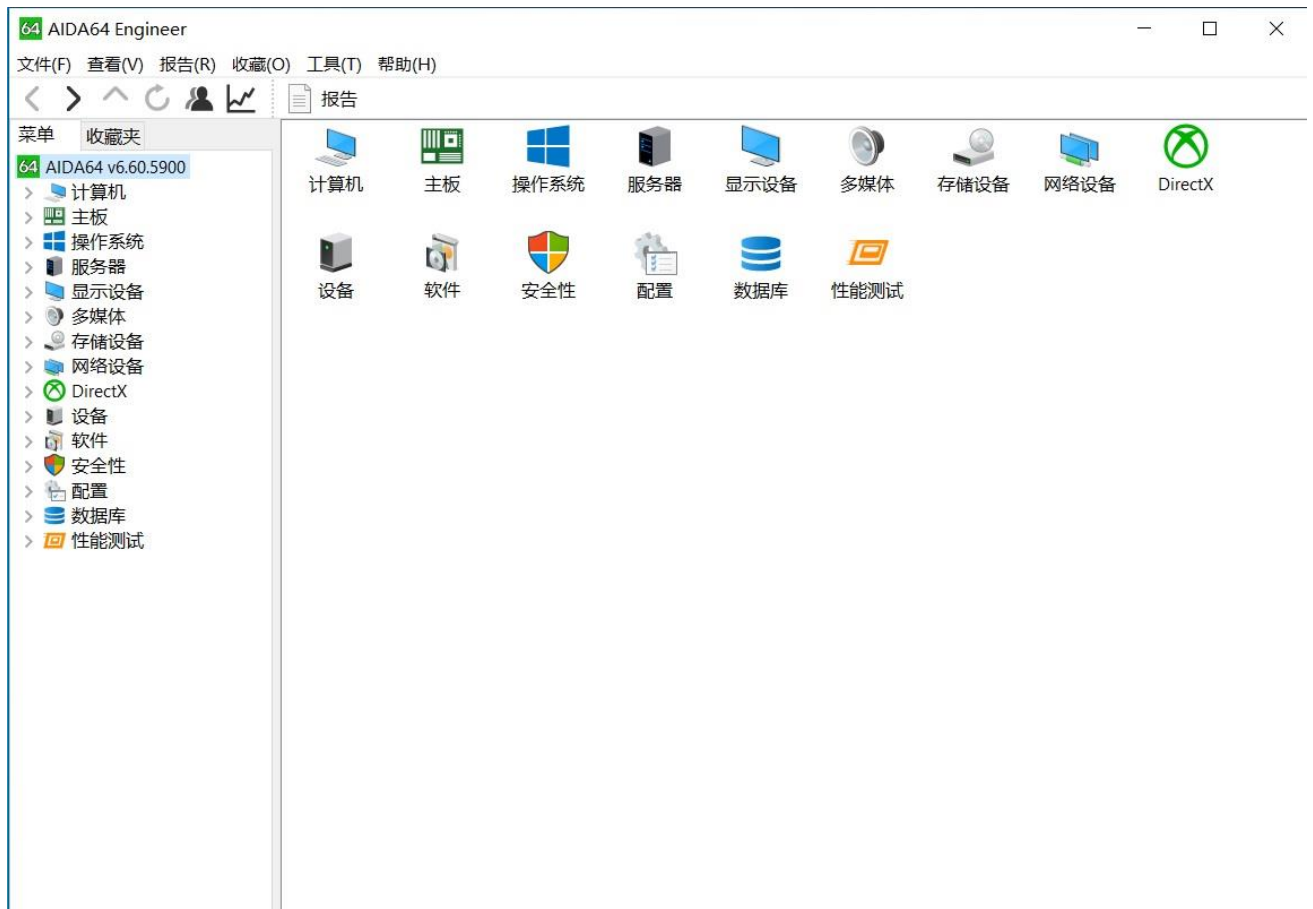 64 AIDA64 Engineer
文件(F) 查看(V) 报告(R) 收藏(O) 工具(T) 帮助(H)
报告
菜单 收藏夹
64 AIDA64 v6.60.5900
计算机
主板
操作系统
服务器
显示设备
多媒体
存储设备
网络设备
DirectX
设备
软件
安全性
配置
数据库
性能测试
计算机 主板 操作系统 服务器 显示设备 多媒体 存储设备 网络设备 DirectX
设备 软件 安全性 配置 数据库 性能测试